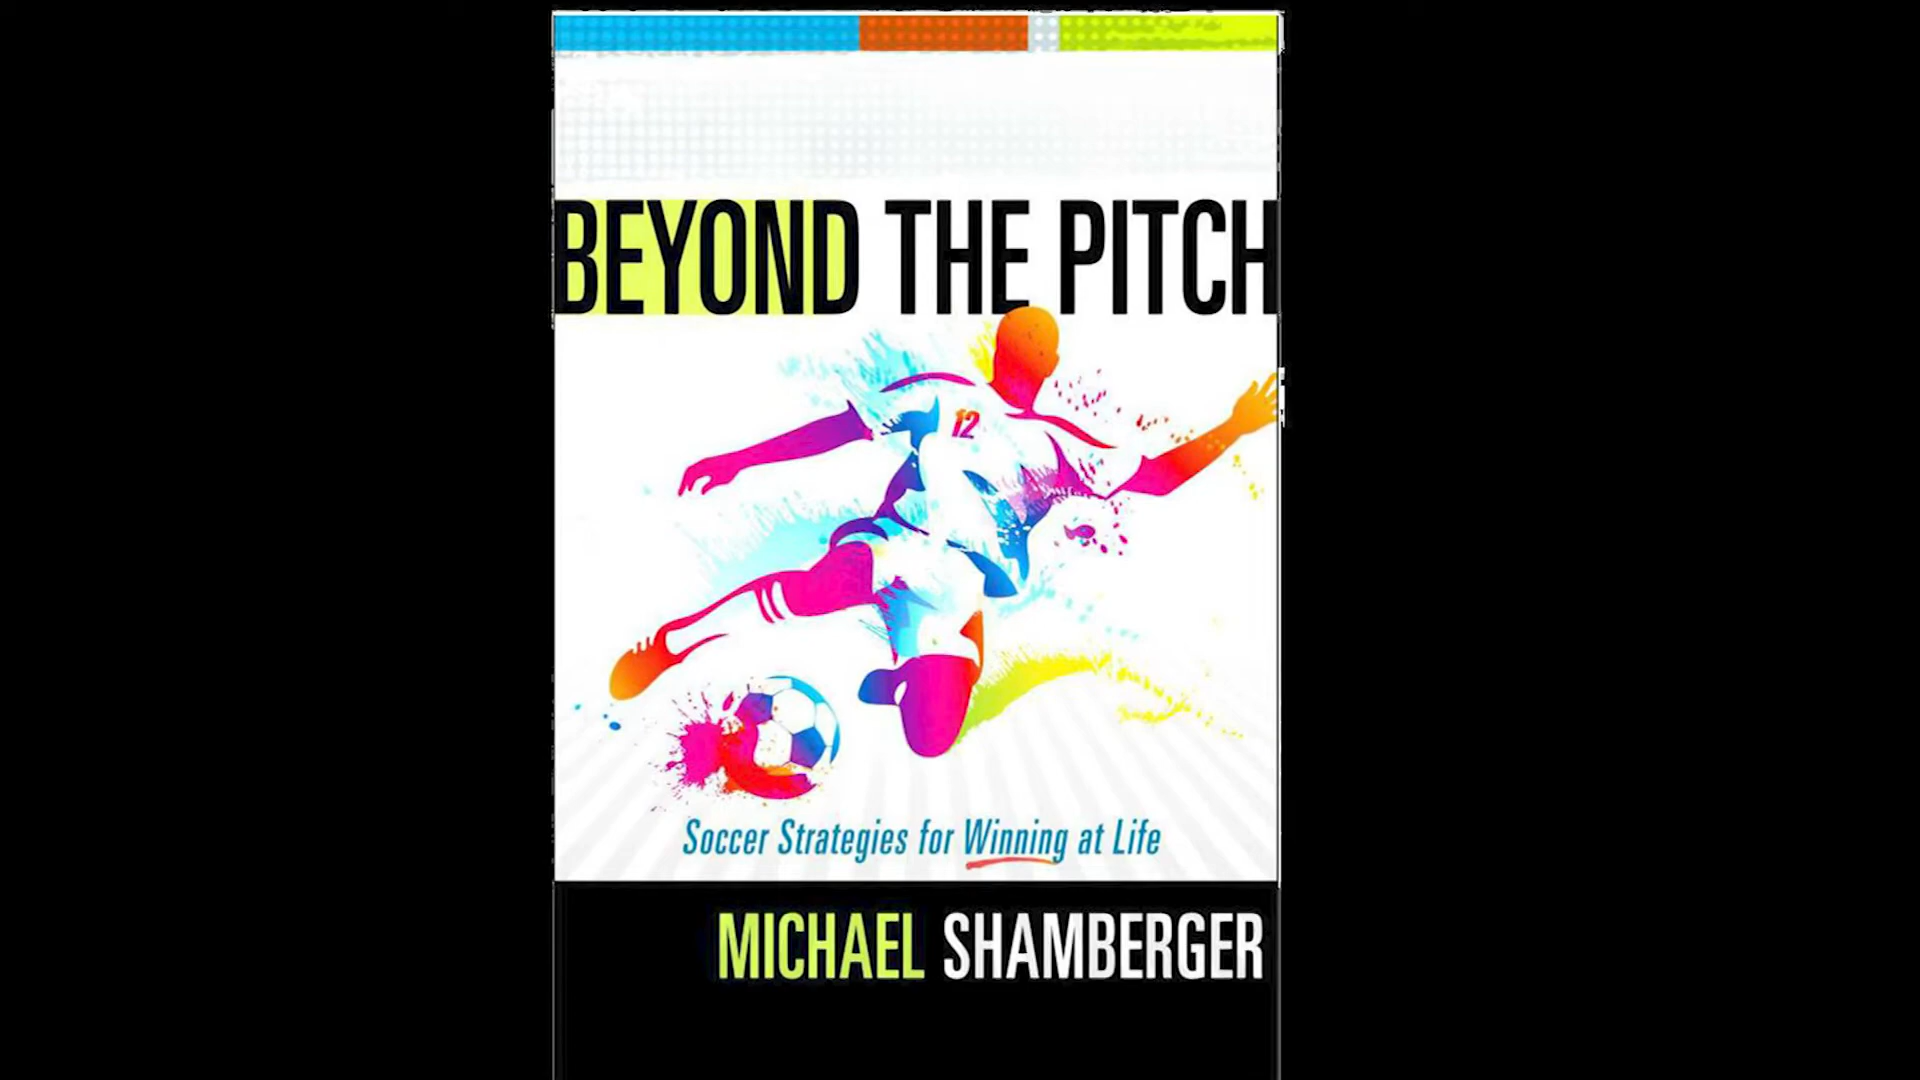 BEYOND THE PITCH
12
Soccer Strategies for Winning at Life
MICHAEL SHAMBERGER